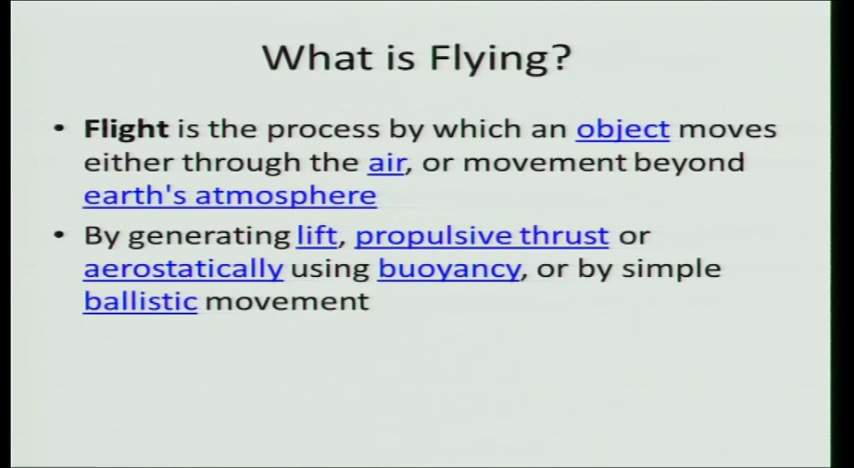 What is Flying?
• Flight is the process by which an object moves
either through the air, or movement beyond
earth's atmosphere
• By generating lift, propulsive thrust or
aerostatically using buoyancy, or by simple
ballistic movement